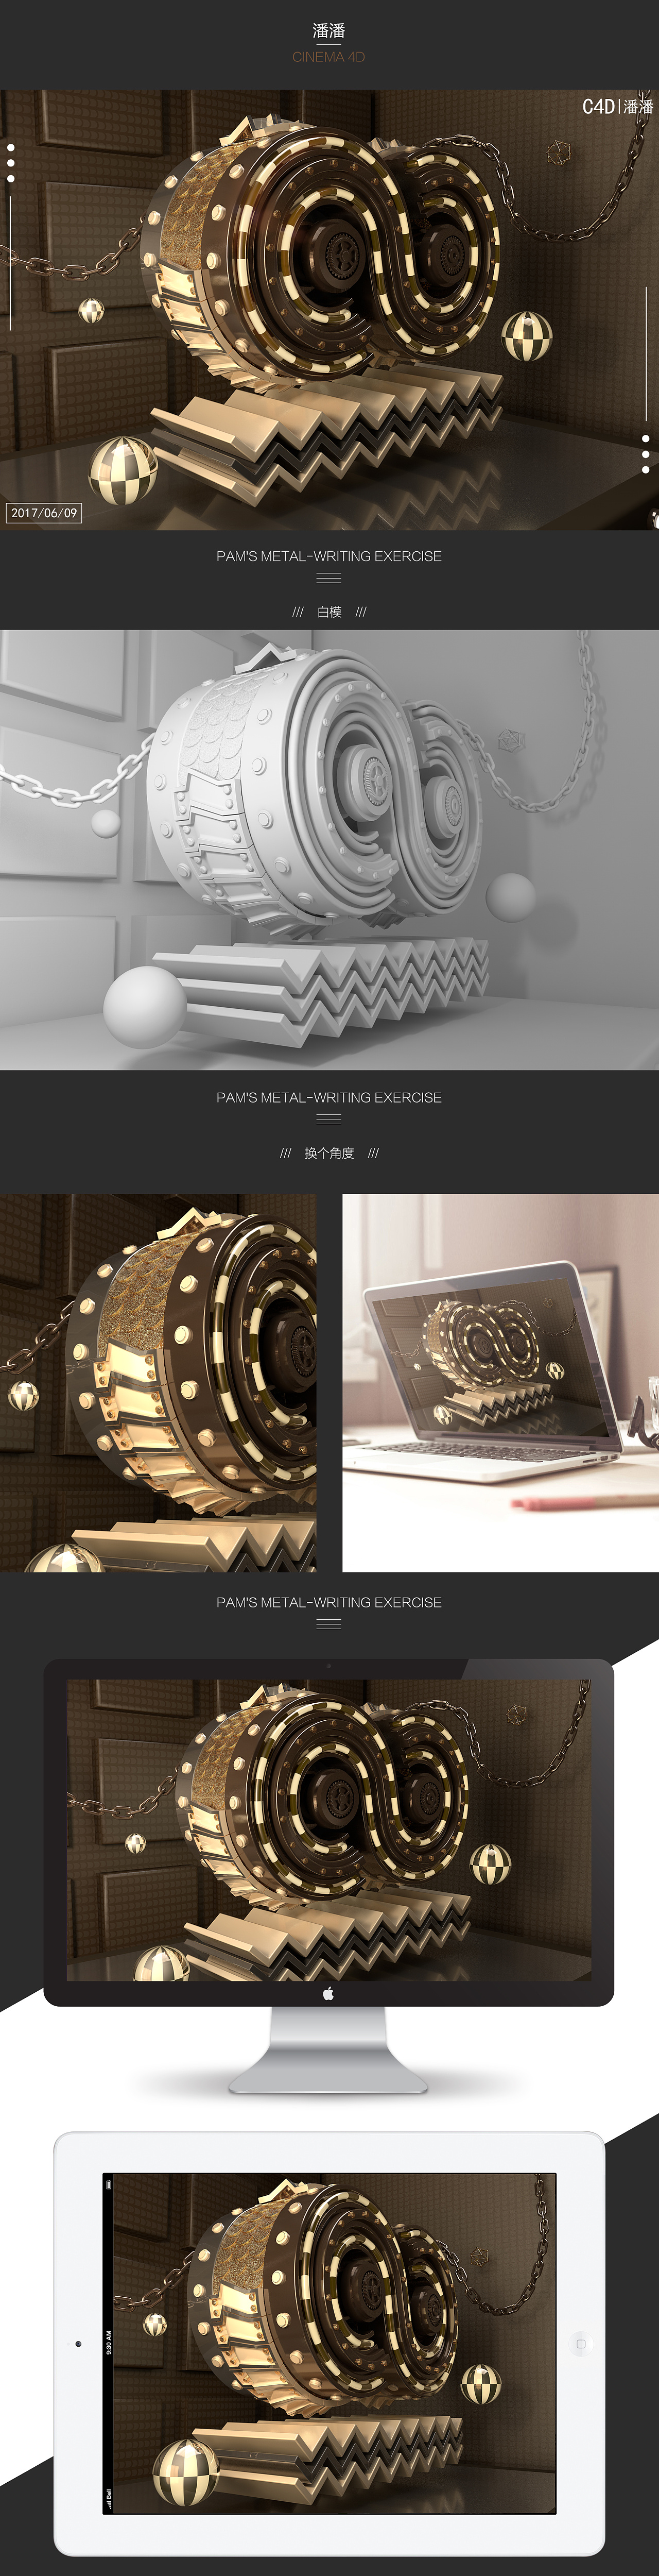 潘潘
CINEMA 4D
C4D|潘潘
2017/06/09
PAM'S METAL-WRITING EXERCISE
/// 白模 ///
PAM'S METAL-WRITING EXERCISE
/// 换个角度 ///
PAM'S METAL-WRITING EXERCISE
9:30 AM
Bell